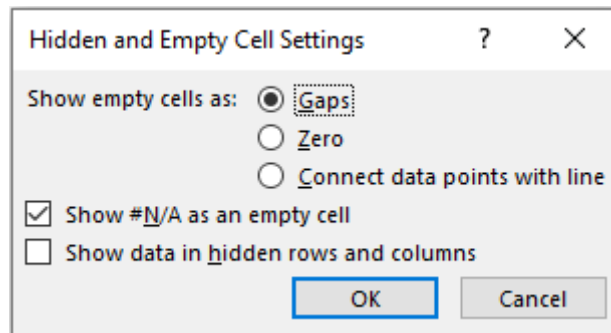 Hidden and Empty Cell Settings ?
Show empty cells as: Gaps
Zero
Connect data points with line
Show #N/A as an empty cell
Show data in hidden rows and columns
OK Cancel